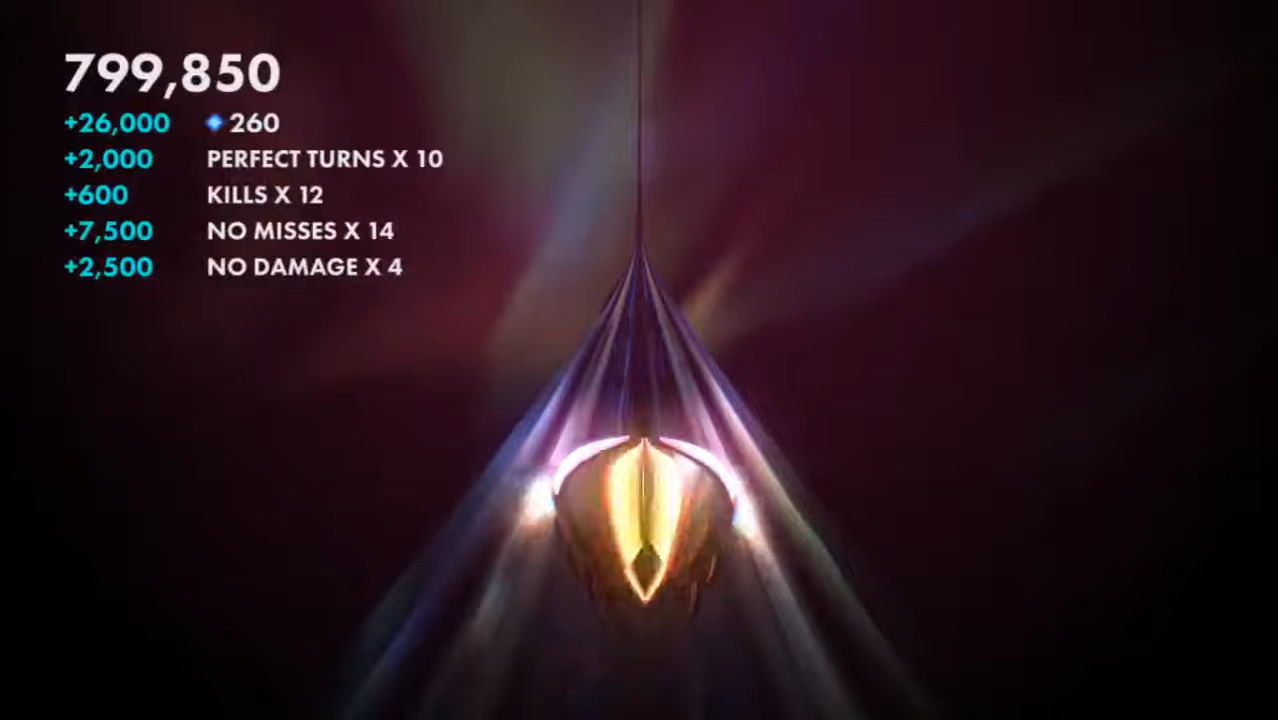 799,850
+26,000 260
+2,000 PERFECT TURNS X 10
+600 KILLS X 12
+7,500 NO MISSES X 14
+2,500 NO DAMAGE X 4